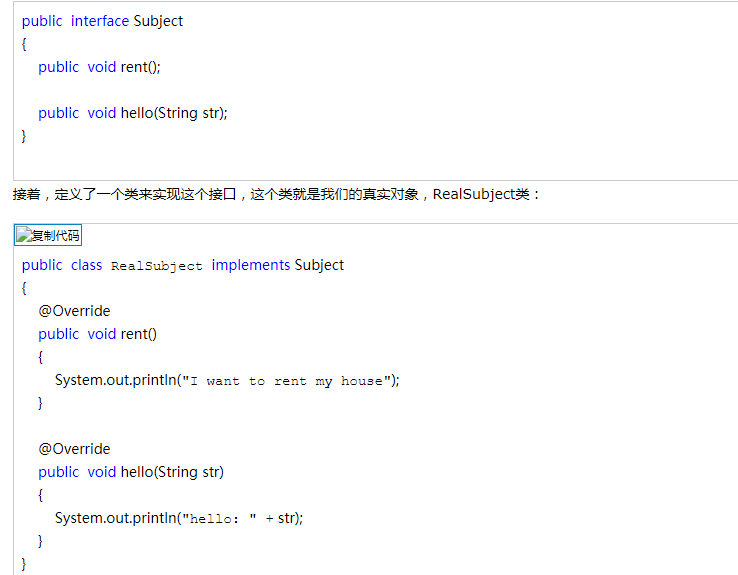 public interface Subject
{
public void rent();
public void hello(String str);
}
接着，定义了一个类来实现这个接口，这个类就是我们的真实对象，RealSubject类：
复制代码
public class RealSubject implements Subject
{
@Override
public void rent()
{
System.out.println("I want to rent my house");
}
@Override
public void hello(String str)
{
System.out.println("hello: " + str);
}
}